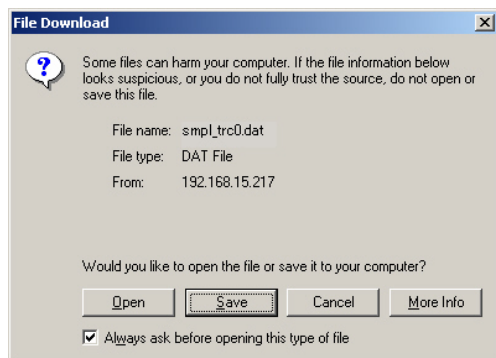 File Download
Some files can harm your computer. If the file information below
looks suspicious, or you do not fully trust the source, do not open or
save this file.
File name: smpl_trc0.dat
File type: DAT File
From: 192.168.15.217
Would you like to open the file or save it to your computer?
Open Save Cancel More Info
Always ask before opening this type of file